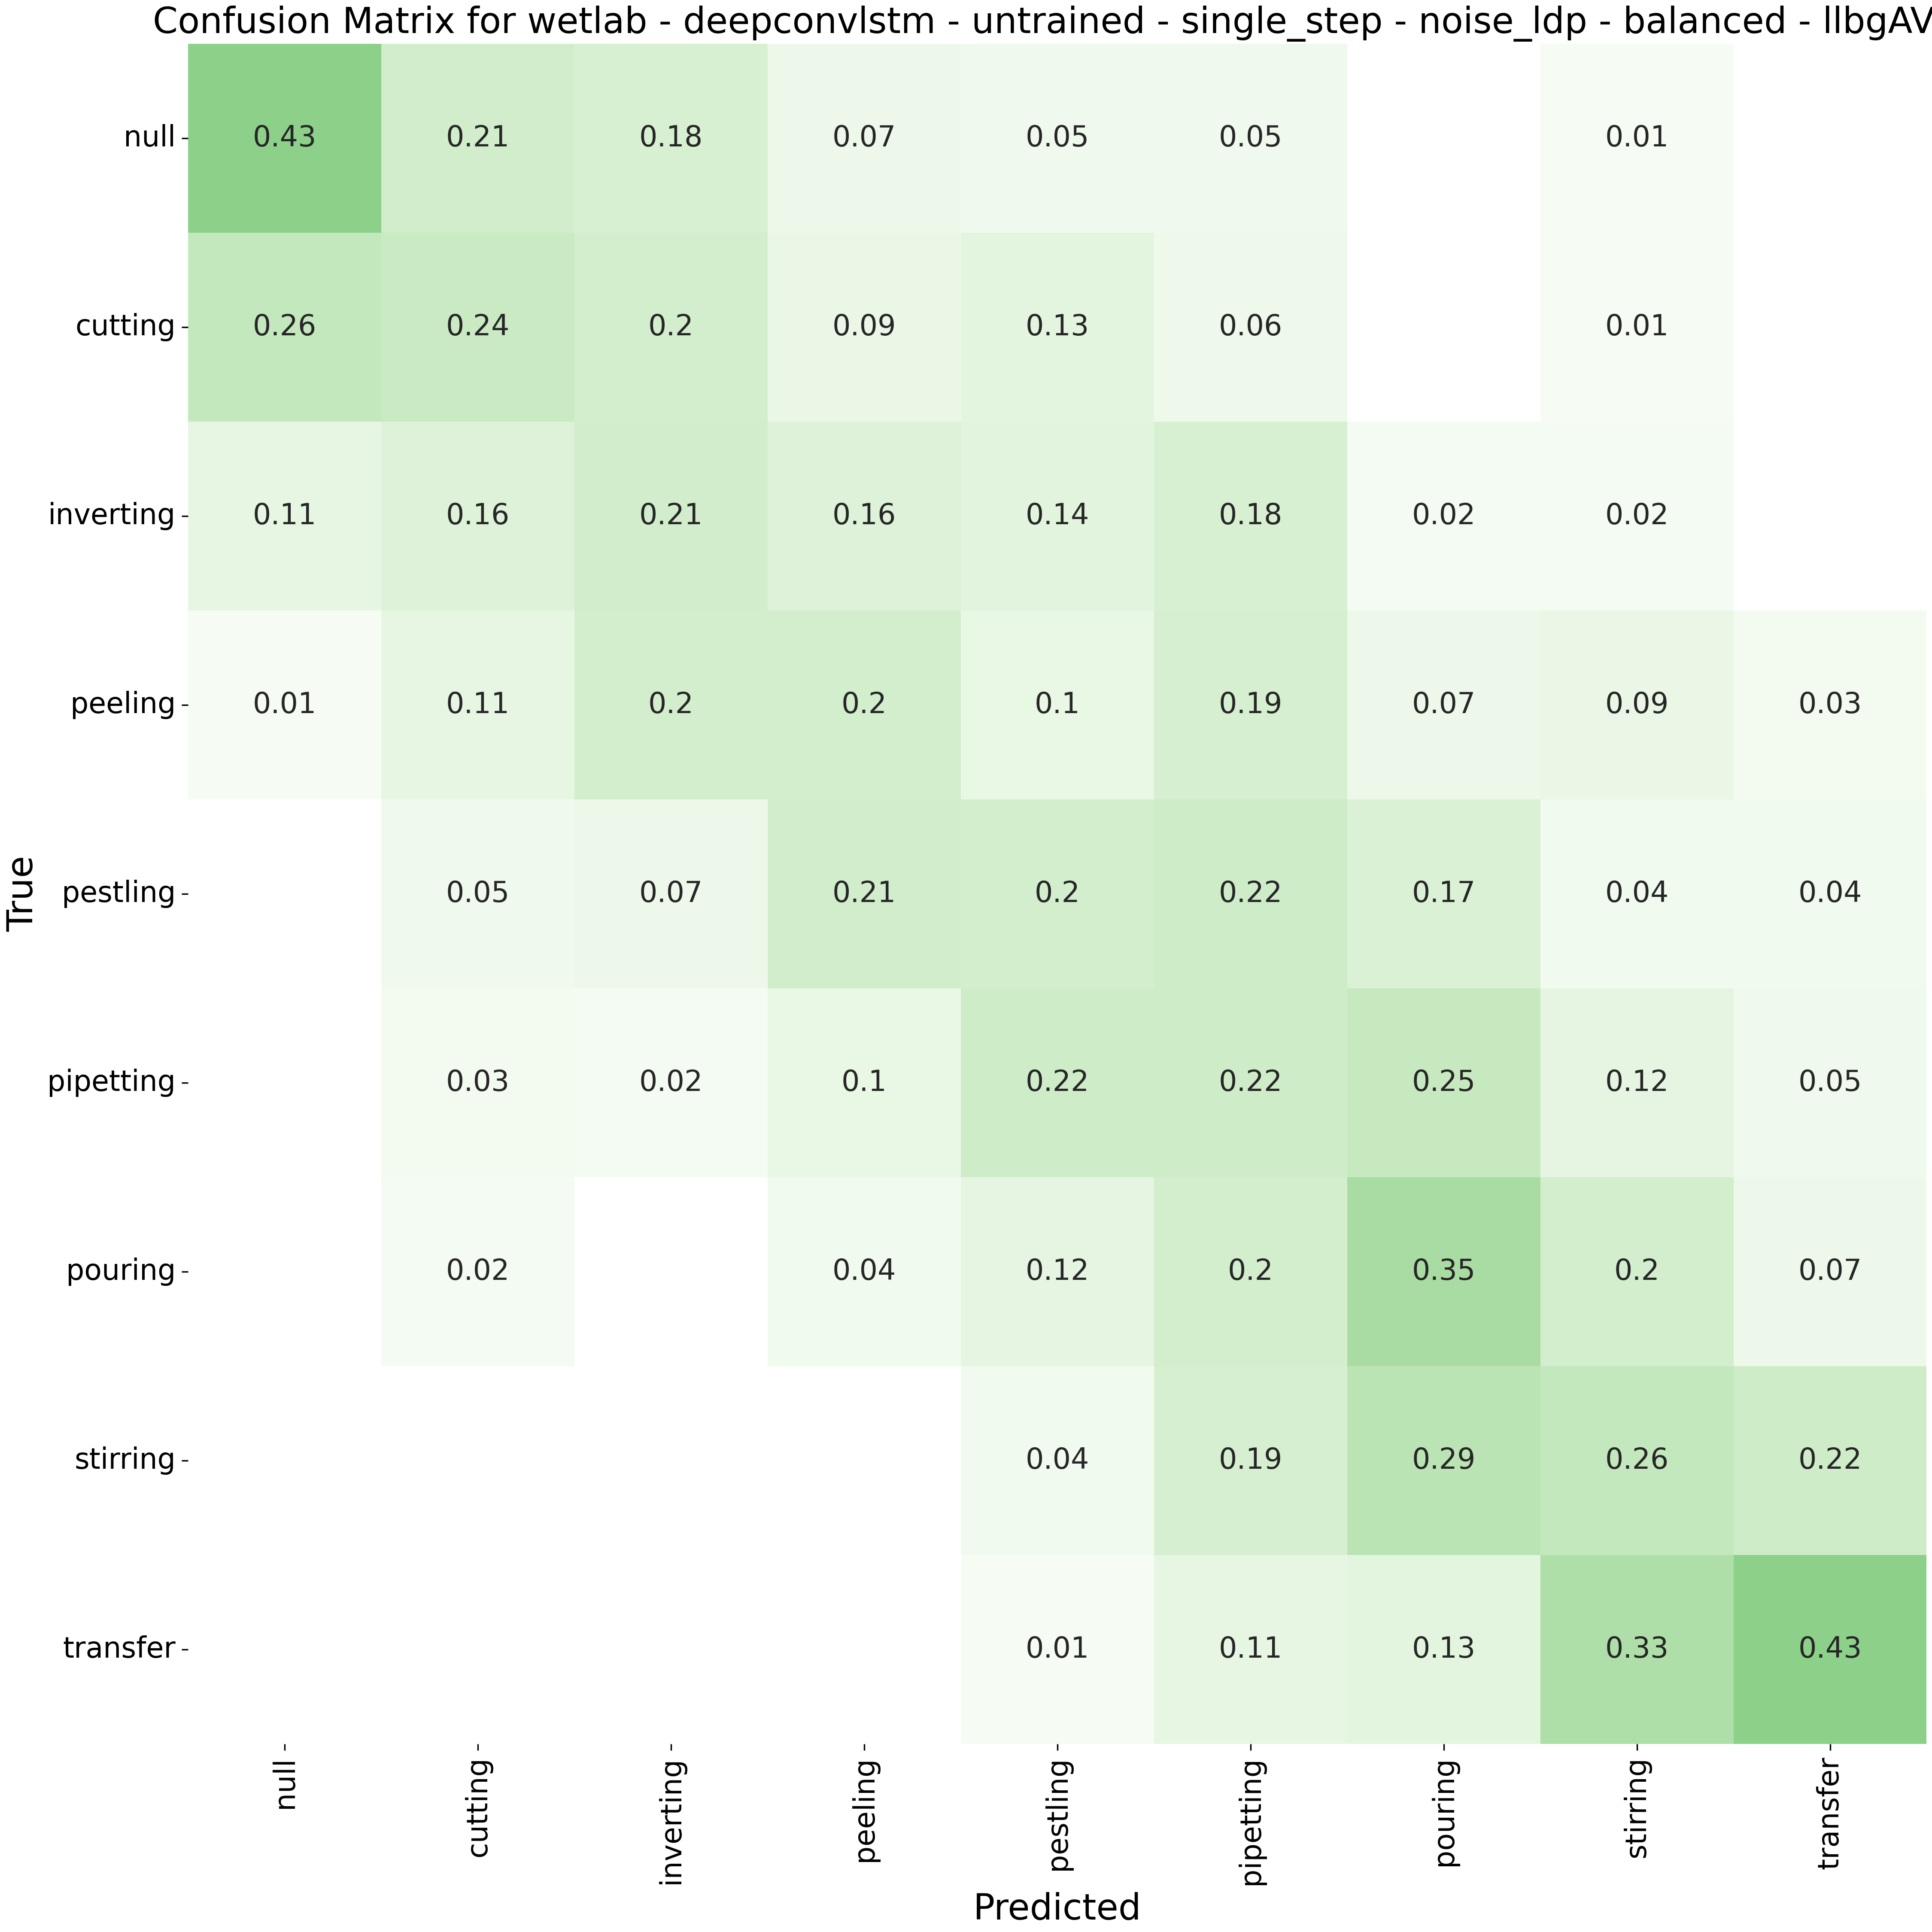 Confusion Matrix for wetlab - deepconvlstm - untrained - single_step - noise_ldp - balanced - llbgAV
null 0.43 0.21 0.18 0.07 0.05 0.05 0.01
cutting 0.26 0.24 0.2 0.09 0.13 0.06 0.01
inverting 0.11 0.16 0.21 0.16 0.14 0.18 0.02 0.02
peeling 0.01 0.11 0.2 0.2 0.1 0.19 0.07 0.09 0.03
pestling 0.05 0.07 0.21 0.2 0.22 0.17 0.04 0.04
pipetting 0.03 0.02 0.1 0.22 0.22 0.25 0.12 0.05
pouring 0.02 0.04 0.12 0.2 0.35 0.2 0.07
stirring 0.04 0.19 0.29 0.26 0.22
transfer 0.01 0.11 0.13 0.33 0.43
True
null cutting inverting peeling pestling pipetting pouring stirring transfer
Predicted